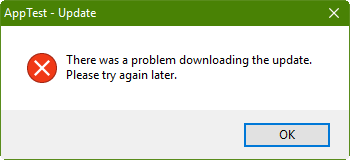 AppTest - Update
There was a problem downloading the update.
Please try again later.
OK